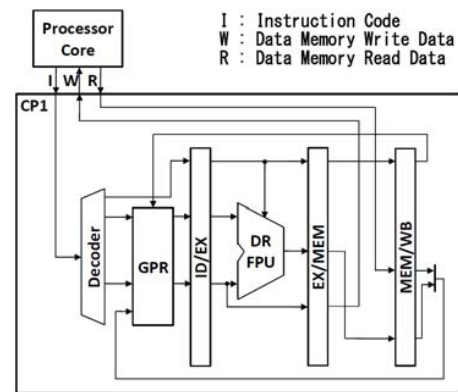 Processor
Core
I : Instruction Code
W : Data Memory Write Data
R : Data Memory Read Data
I W R
CP1
Decoder
GPR
ID/EX
DR
FPU
EX/MEM
MEM/WB